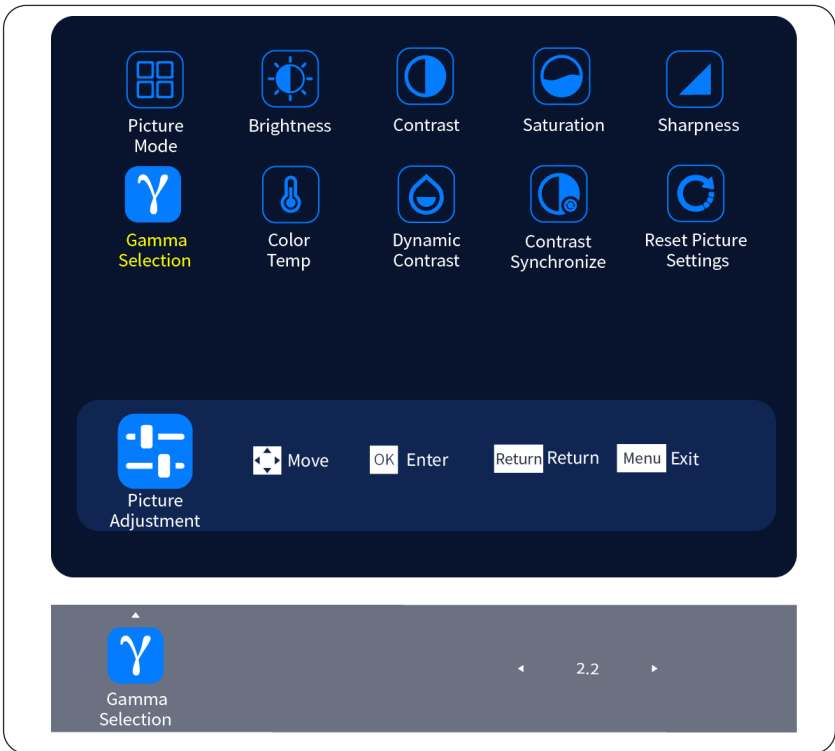 Picture
Mode
Brightness
Contrast
Saturation
Sharpness
γ
Gamma
Selection
Color
Temp
Dynamic
Contrast
Contrast
Synchronize
Reset Picture
Settings
Picture
Adjustment
Move
OK Enter
Return Return
Menu Exit
γ
Gamma
Selection
2.2